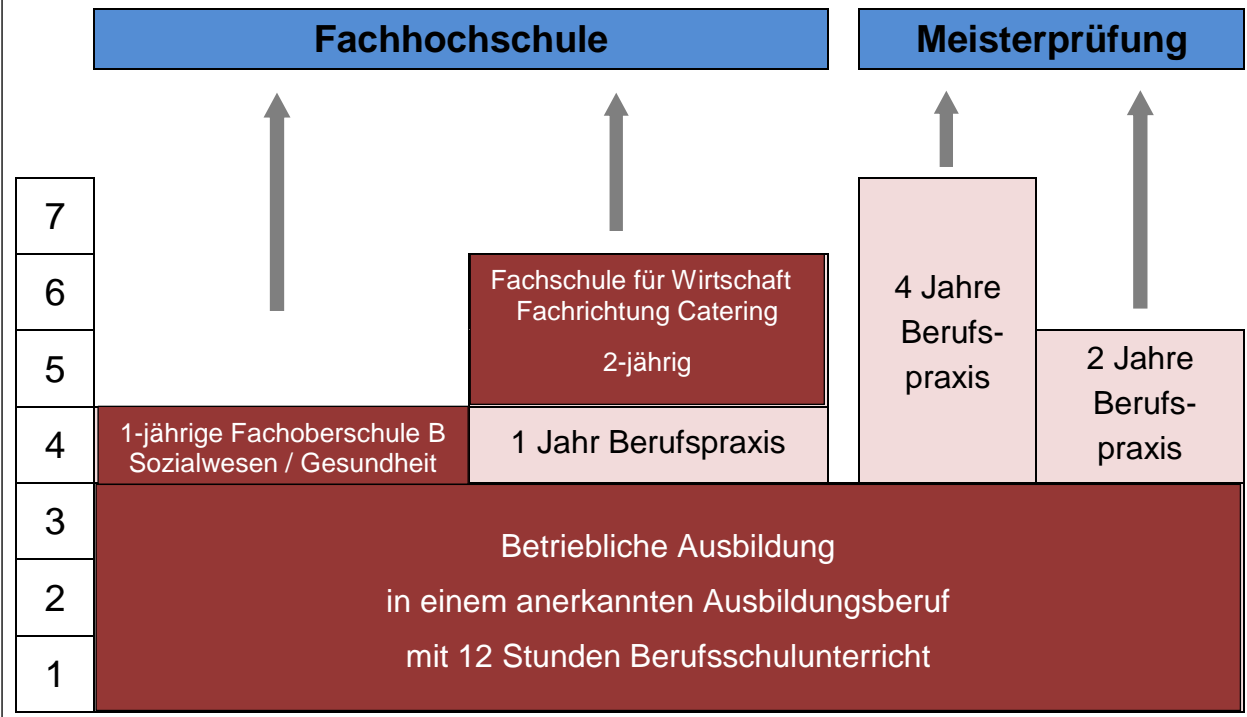 Fachhochschule
Meisterprüfung
7
6
5
4
3
2
1
Fachschule für Wirtschaft
Fachrichtung Catering
2-jährig
1-jährige Fachoberschule B
Sozialwesen / Gesundheit
1 Jahr Berufspraxis
4 Jahre
Berufs-
praxis
2 Jahre
Berufs-
praxis
Betriebliche Ausbildung
in einem anerkannten Ausbildungsberuf
mit 12 Stunden Berufsschulunterricht